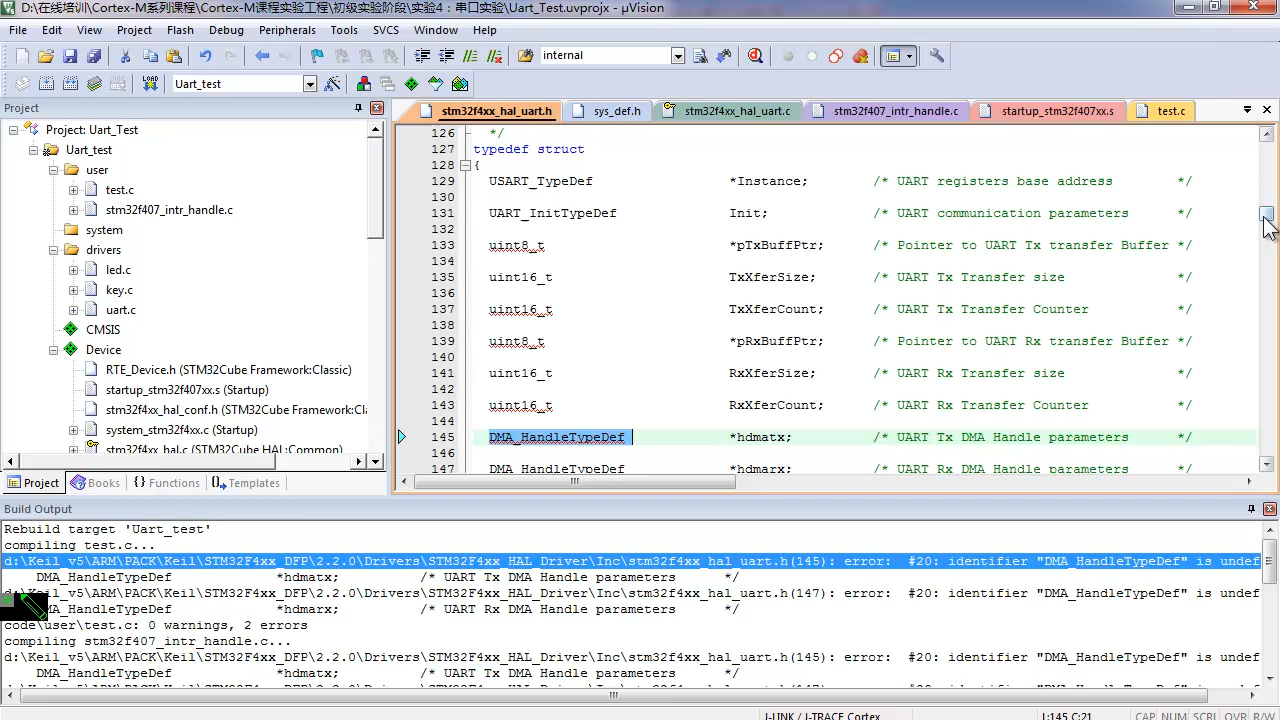 D:\在线培训\Cortex-M系列课程\Cortex-M课程实验工程\初级实验阶段\实验4：串口实验\Uart_Test.uvprojx - µVision
File Edit View Project Flash Debug Peripherals Tools SVCS Window Help
internal
LOAD Uart_test
Project
stm32f4xx_hal_uart.h sys_def.h stm32f4xx_hal_uart.c stm32f407_intr_handle.c startup_stm32f407xx.s test.c
Project: Uart_Test
Uart_test
user
test.c
stm32f407_intr_handle.c
system
drivers
led.c
key.c
uart.c
CMSIS
Device
RTE_Device.h (STM32Cube Framework:Classic)
startup_stm32f407xx.s (Startup)
stm32f4xx_hal_conf.h (STM32Cube Framework:Cla
system_stm32f4xx.c (Startup)
stm32f4xx_hal.c (STM32Cube HAL:Common)
Project Books {} Functions Templates
126 */
127 typedef struct
128 {
129 USART_TypeDef *Instance; /* UART registers base address */
130
131 UART_InitTypeDef Init; /* UART communication parameters */
132
133 uint8_t *pTxBuffPtr; /* Pointer to UART Tx transfer Buffer */
134
135 uint16_t TxXferSize; /* UART Tx Transfer size */
136
137 uint16_t TxXferCount; /* UART Tx Transfer Counter */
138
139 uint8_t *pRxBuffPtr; /* Pointer to UART Rx transfer Buffer */
140
141 uint16_t RxXferSize; /* UART Rx Transfer size */
142
143 uint16_t RxXferCount; /* UART Rx Transfer Counter */
144
145 DMA_HandleTypeDef *hdmatx; /* UART Tx DMA Handle parameters */
146
147 DMA_HandleTypeDef *hdmarx; /* UART Rx DMA Handle parameters */
Build Output
Rebuild target 'Uart_test'
compiling test.c...
d:\Keil_v5\ARM\PACK\Keil\STM32F4xx_DFP\2.2.0\Drivers\STM32F4xx_HAL_Driver\Inc\stm32f4xx_hal_uart.h(145): error: #20: identifier "DMA_HandleTypeDef" is undef
DMA_HandleTypeDef *hdmatx; /* UART Tx DMA Handle parameters */
d:\Keil_v5\ARM\PACK\Keil\STM32F4xx_DFP\2.2.0\Drivers\STM32F4xx_HAL_Driver\Inc\stm32f4xx_hal_uart.h(147): error: #20: identifier "DMA_HandleTypeDef" is undef
DMA_HandleTypeDef *hdmarx; /* UART Rx DMA Handle parameters */
code\user\test.c: 0 warnings, 2 errors
compiling stm32f407_intr_handle.c...
d:\Keil_v5\ARM\PACK\Keil\STM32F4xx_DFP\2.2.0\Drivers\STM32F4xx_HAL_Driver\Inc\stm32f4xx_hal_uart.h(145): error: #20: identifier "DMA_HandleTypeDef" is undef
DMA_HandleTypeDef *hdmatx; /* UART Tx DMA Handle parameters */
J-LINK / J-TRACE Cortex L:145 C:21 CAP NUM SCRL OVR R/W